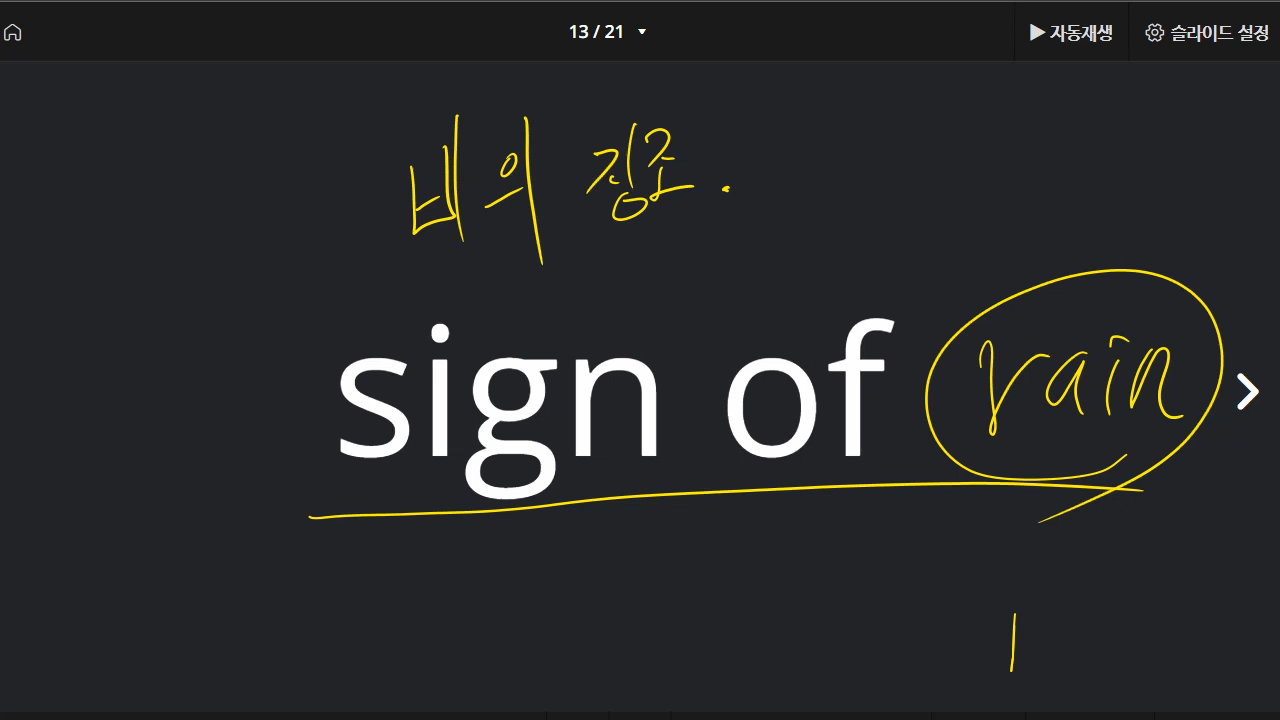 13 / 21
자동재생
슬라이드 설정
비의 징조.
sign of rain